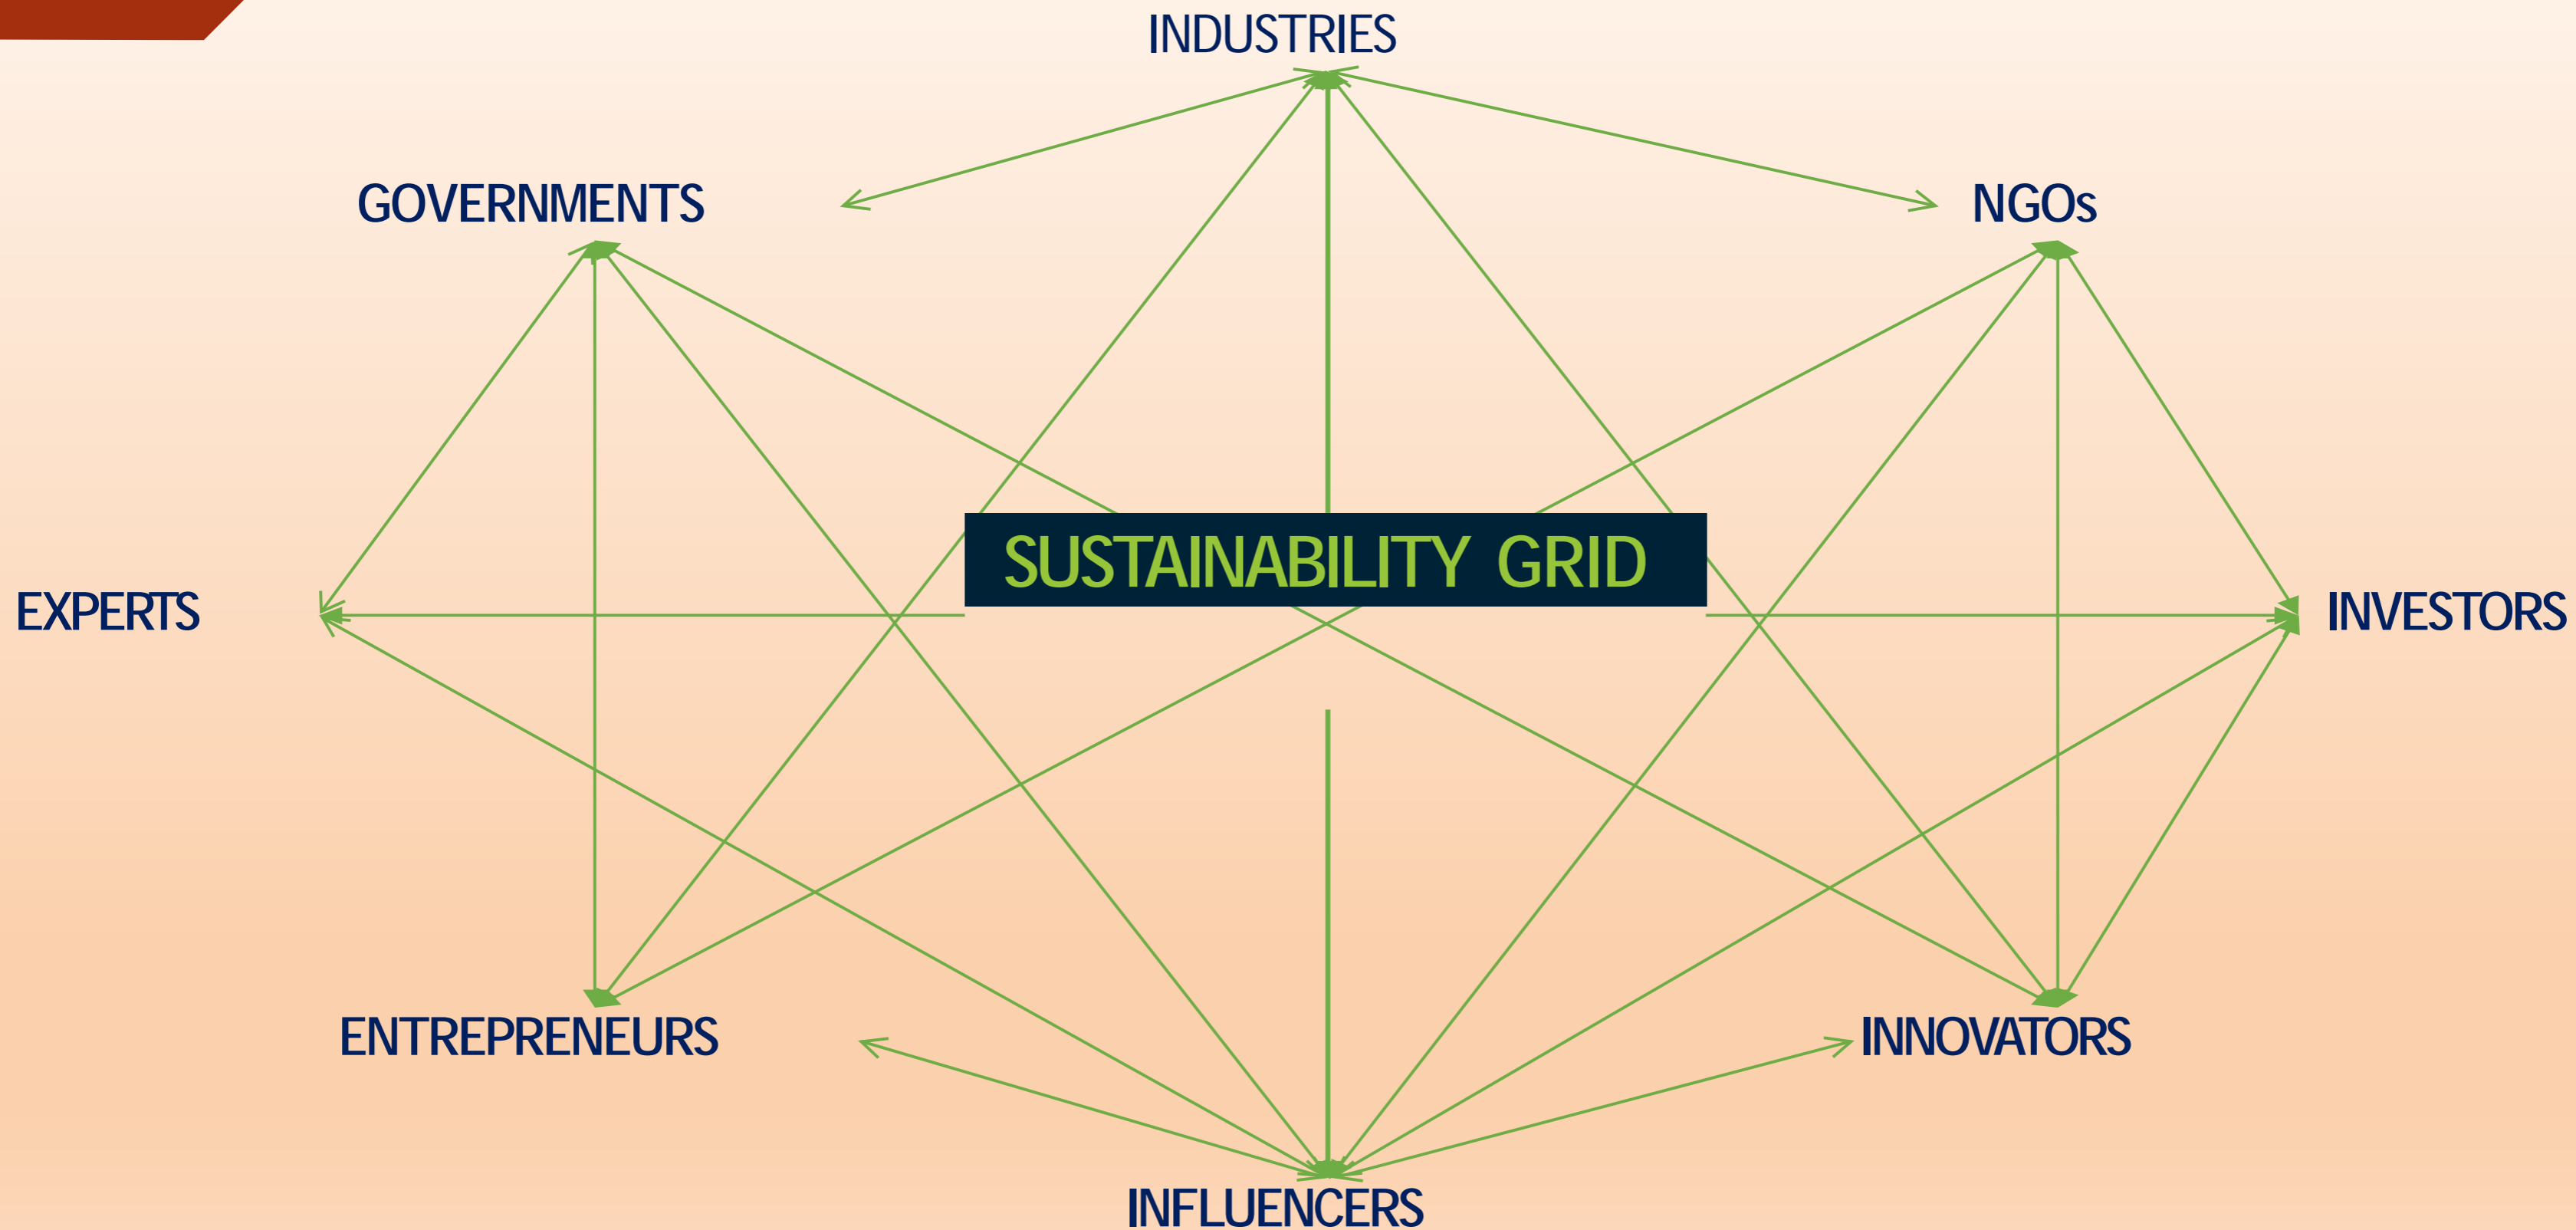 INDUSTRIES
GOVERNMENTS
NGOs
SUSTAINABILITY GRID
EXPERTS
INVESTORS
ENTREPRENEURS
INNOVATORS
INFLUENCERS